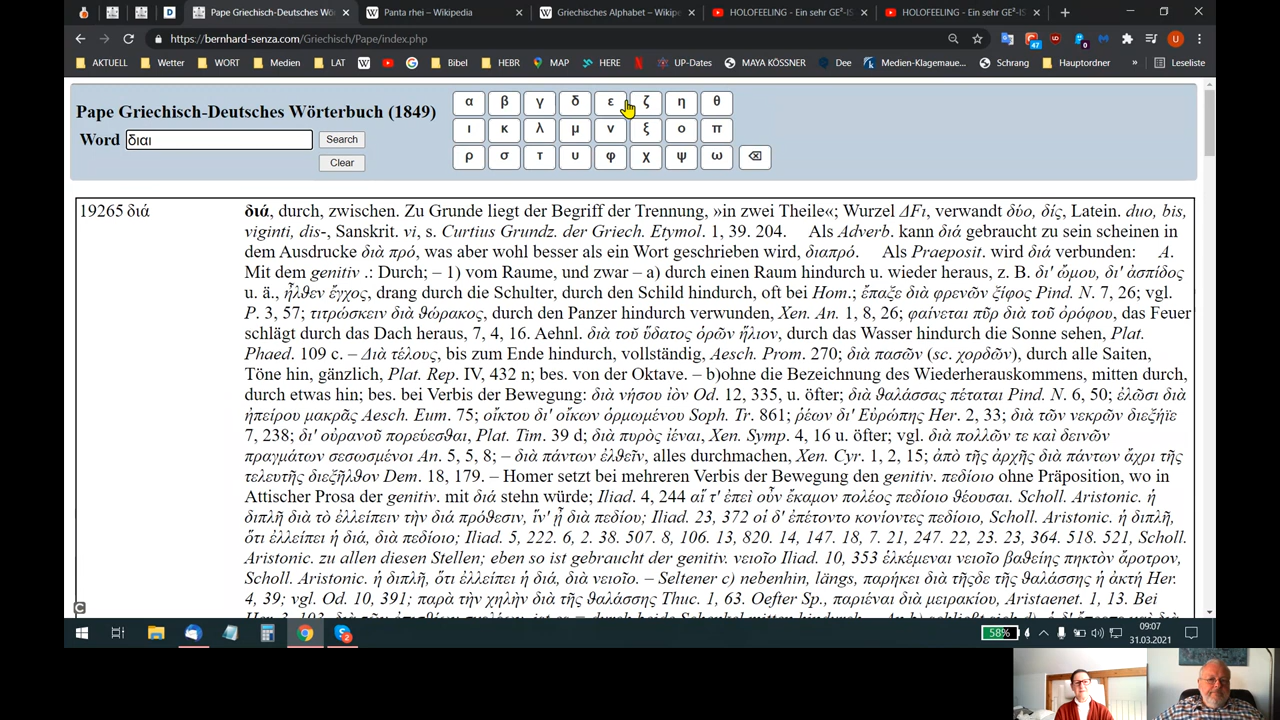 Pape Griechisch-Deutsches Wö
Panta rhei – Wikipedia
Griechisches Alphabet – Wikipe
HOLOFEELING - Ein sehr GE²-IS
HOLOFEELING - Ein sehr GE²-IS
https://bernhard-senza.com/Griechisch/Pape/index.php
AKTUELL Wetter WORT Medien LAT Bibel HEBR MAP HERE UP-Dates MAYA KÖSSNER Dee Medien-Klagemaue... Schrang Hauptordner » Leseliste
Pape Griechisch-Deutsches Wörterbuch (1849)
Word διαι Search
Clear
α β γ δ ε ζ η θ
ι κ λ μ ν ξ ο π
ρ σ τ υ φ χ ψ ω
19265 διά
διά, durch, zwischen. Zu Grunde liegt der Begriff der Trennung, »in zwei Theile«; Wurzel ΔFι, verwandt δύο, δίς, Latein. duo, bis,
viginti, dis-, Sanskrit. vi, s. Curtius Grundz. der Griech. Etymol. 1, 39. 204. Als Adverb. kann διά gebraucht zu sein scheinen in
dem Ausdrucke διὰ πρό, was aber wohl besser als ein Wort geschrieben wird, διαπρό. Als Praeposit. wird διά verbunden: A.
Mit dem genitiv .: Durch; – 1) vom Raume, und zwar – a) durch einen Raum hindurch u. wieder heraus, z. B. δι' ὤμου, δι' ἀσπίδος
u. ä., ἦλθεν ἔγχος, drang durch die Schulter, durch den Schild hindurch, oft bei Hom.; ἔπαξε διὰ φρενῶν ξίφος Pind. N. 7, 26; vgl.
P. 3, 57; τιτρώσκειν διὰ θώρακος, durch den Panzer hindurch verwunden, Xen. An. 1, 8, 26; φαίνεται πῦρ διὰ τοῦ ὀρόφου, das Feuer
schlägt durch das Dach heraus, 7, 4, 16. Aehnl. διὰ τοῦ ὕδατος ὁρῶν ἥλιον, durch das Wasser hindurch die Sonne sehen, Plat.
Phaed. 109 c. – Διὰ τέλους, bis zum Ende hindurch, vollständig, Aesch. Prom. 270; διὰ πασῶν (sc. χορδῶν), durch alle Saiten,
Töne hin, gänzlich, Plat. Rep. IV, 432 n; bes. von der Oktave. – b)ohne die Bezeichnung des Wiederherauskommens, mitten durch,
durch etwas hin; bes. bei Verbis der Bewegung: διὰ νήσου ἰὸν Od. 12, 335, u. öfter; διὰ θαλάσσας πέταται Pind. N. 6, 50; ἐλῶσι διὰ
ἠπείρου μακρᾶς Aesch. Eum. 75; οἴκτου δι' οἴκων ὁρμωμένου Soph. Tr. 861; ῥέων δι' Εὐρώπης Her. 2, 33; διὰ τῶν νεκρῶν διεξήϊε
7, 238; δι' οὐρανοῦ πορεύεσθαι, Plat. Tim. 39 d; διὰ πυρὸς ἰέναι, Xen. Symp. 4, 16 u. öfter; vgl. διὰ πολλῶν τε καὶ δεινῶν
πραγμάτων σεσωσμένοι An. 5, 5, 8; – διὰ πάντων ἐλθεῖν, alles durchmachen, Xen. Cyr. 1, 2, 15; ἀπὸ τῆς ἀρχῆς διὰ πάντων ἄχρι τῆς
τελευτῆς διεξῆλθον Dem. 18, 179. – Homer setzt bei mehreren Verbis der Bewegung den genitiv. πεδίοιο ohne Präposition, wo in
Attischer Prosa der genitiv. mit διά stehn würde; Iliad. 4, 244 αἵ τ' ἐπεὶ οὖν ἔκαμον πολέος πεδίοιο θέουσαι. Scholl. Aristonic. ἡ
διπλῆ διὰ τὸ ἐλλείπειν τὴν διά πρόθεσιν, ἵν' ᾖ διὰ πεδίου; Iliad. 23, 372 οἱ δ' ἐπέτοντο κονίοντες πεδίοιο, Scholl. Aristonic. ἡ διπλῆ,
ὅτι ἐλλείπει ἡ διά, διὰ πεδίοιο; Iliad. 5, 222. 6, 2. 38. 507. 8, 106. 13, 820. 14, 147. 18, 7. 21, 247. 22, 23. 23, 364. 518. 521, Scholl.
Aristonic. zu allen diesen Stellen; eben so ist gebraucht der genitiv. νειοῖο Iliad. 10, 353 ἑλκέμεναι νειοῖο βαθείης πηκτὸν ἄροτρον,
Scholl. Aristonic. ἡ διπλῆ, ὅτι ἐλλείπει ἡ διά, διὰ νειοῖο. – Seltener c) nebenhin, längs, παρήκει διὰ τῆςδε τῆς θαλάσσης ἡ ἀκτή Her.
4, 39; vgl. Od. 10, 391; παρὰ τὴν χηλὴν διὰ τῆς θαλάσσης Thuc. 1, 63. Oefter Sp., παριέναι διὰ μειρακίου, Aristaenet. 1, 13. Bei
58% 09:07
31.03.2021